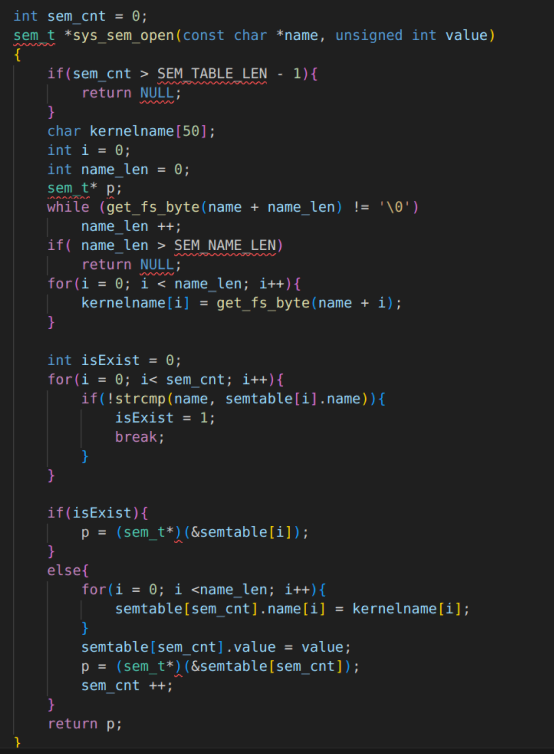 int sem_cnt = 0;
sem_t *sys_sem_open(const char *name, unsigned int value)
{
    if(sem_cnt > SEM_TABLE_LEN - 1){
        return NULL;
    }
    char kernelname[50];
    int i = 0;
    int name_len = 0;
    sem_t* p;
    while (get_fs_byte(name + name_len) != '\0')
        name_len ++;
    if( name_len > SEM_NAME_LEN)
        return NULL;
    for(i = 0; i < name_len; i++){
        kernelname[i] = get_fs_byte(name + i);
    }

    int isExist = 0;
    for(i = 0; i< sem_cnt; i++){
        if(!strcmp(name, semtable[i].name)){
            isExist = 1;
            break;
        }
    }

    if(isExist){
        p = (sem_t*)(&semtable[i]);
    }
    else{
        for(i = 0; i <name_len; i++){
            semtable[sem_cnt].name[i] = kernelname[i];
        }
        semtable[sem_cnt].value = value;
        p = (sem_t*)(&semtable[sem_cnt]);
        sem_cnt ++;
    }
    return p;
}